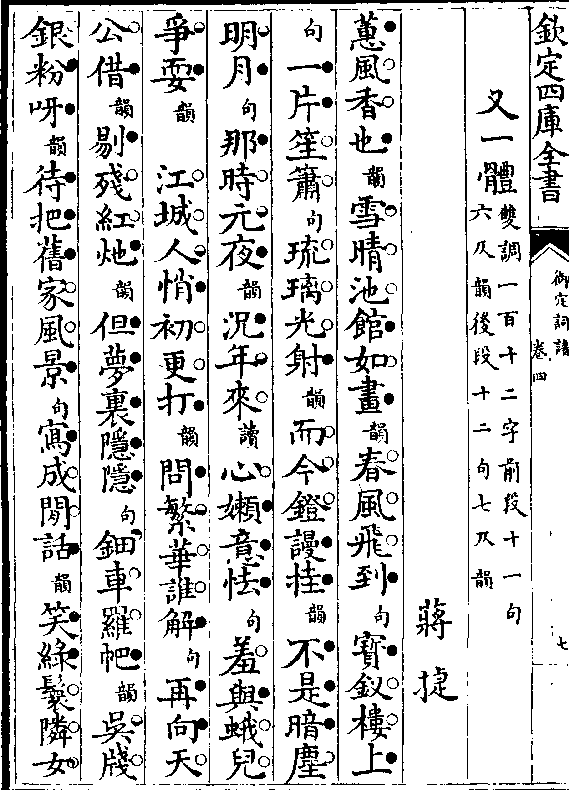 欽定四庫全書
御定詞譜
卷四
七
又一體雙調一百十二字前段十一句
六仄韻後段十二句七仄韻
蔣捷
蕙風香也韻雪晴池館如畫韻春風飛到句寳釵樓上
句一片笙簫句琉璃光射韻而今鐙謾挂韻不是暗塵
明月句那時元夜韻况年來讀心嬾意怯句羞與蛾兒
爭耍韻江城人悄初更打韻問繁華誰解句再向天
公借韻剔殘紅灺韻但夢裏隱隱句鈿車羅帊韻吳牋
銀粉呀韻待把舊家風景句寫成閒話韻笑綠鬟隣女